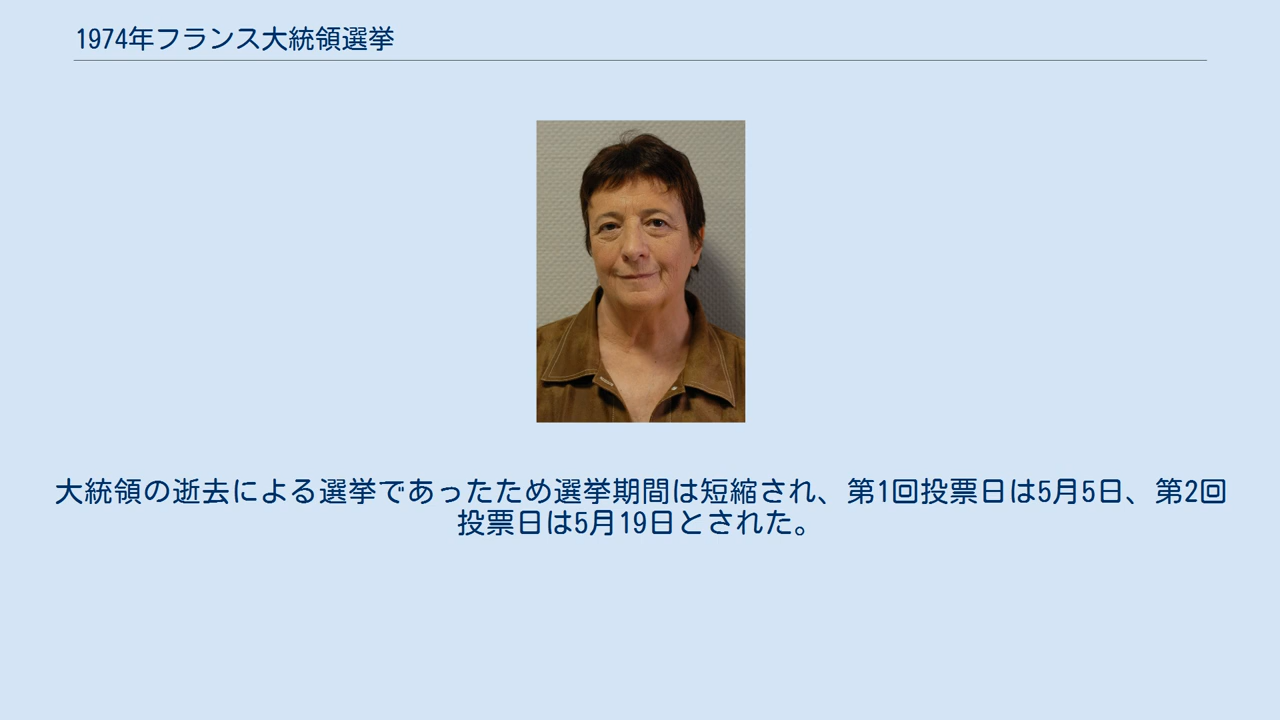 1974年フランス大統領選挙
大統領の逝去による選挙であったため選挙期間は短縮され、第1回投票日は5月5日、第2回
投票日は5月19日とされた。